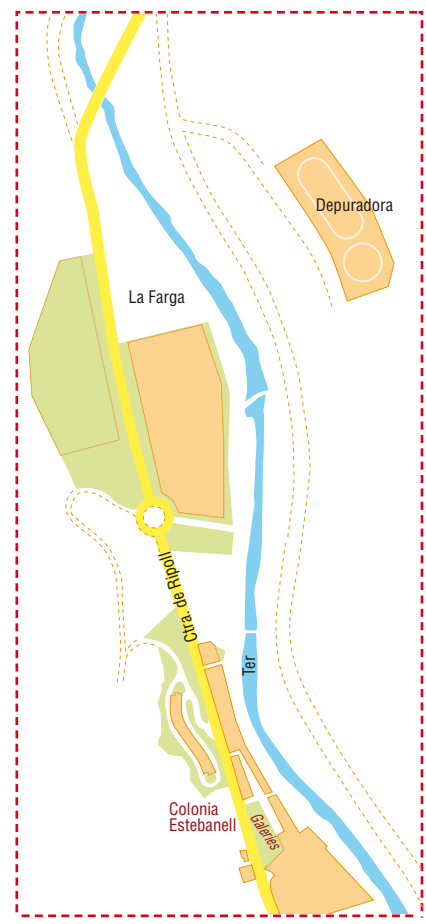 Depuradora
La Farga
Ctra. de Ripoll
Ter
Colonia
Estebanell
Galeries